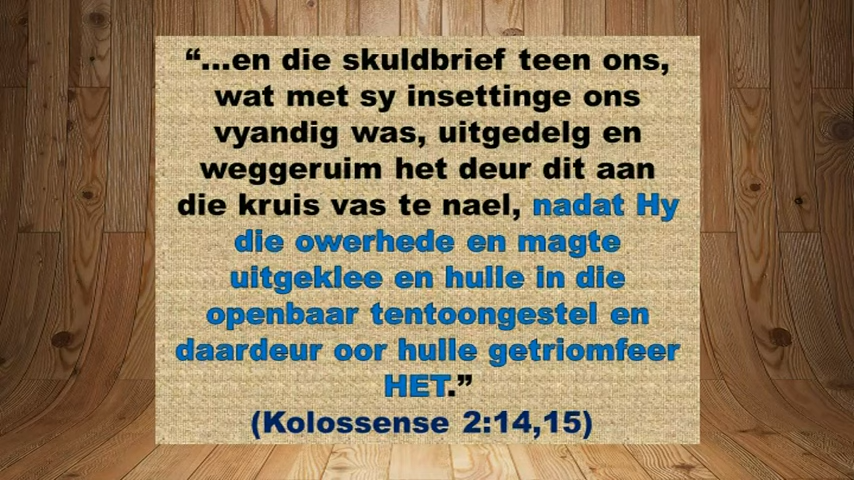 “...en die skuldbrief teen ons,
wat met sy insettinge ons
vyandig was, uitgedelg en
weggeruim het deur dit aan
die kruis vas te nael, nadat Hy
die owerhede en magte
uitgeklee en hulle in die
openbaar tentoongestel en
daardeur oor hulle getriomfeer
HET.”
(Kolossense 2:14,15)